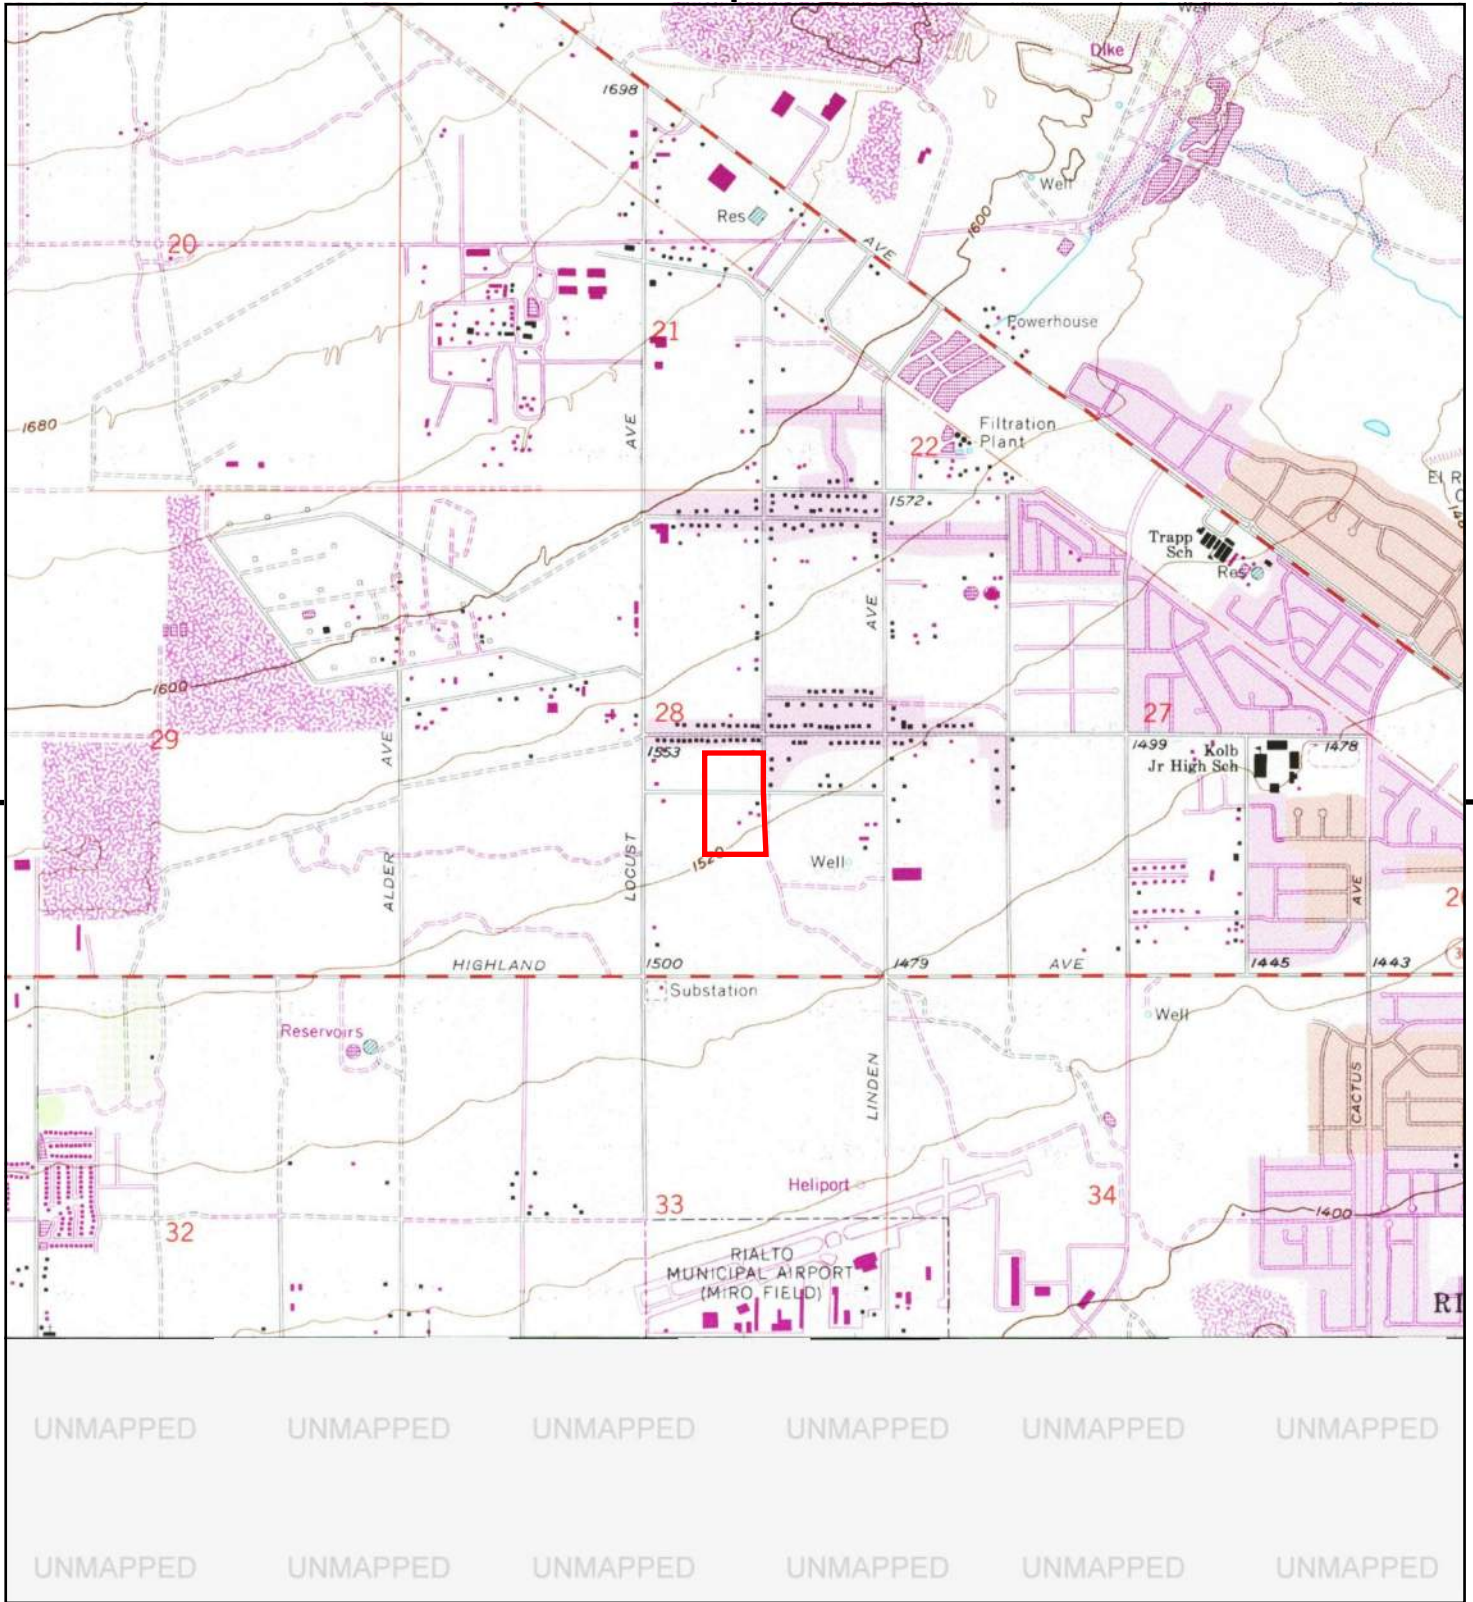 Well
Dike
1698
Well
Res
1600
20
AVE
21
Powerhouse
1680
AVE
22
Filtration
Plant
1572
Trapp
Sch
Res
AVE
1600
28
27
29
1553
1499
Kolb
Jr High Sch
1478
AVE
1520
Well
LOCUST
ALDER
AVE
HIGHLAND
1500
1479
AVE
1445
1443
Substation
Well
Reservoirs
LINDEN
CACTUS
Heliport
33
34
32
1400
RIALTO
MUNICIPAL AIRPORT
(MIRO FIELD)
UNMAPPED UNMAPPED UNMAPPED UNMAPPED UNMAPPED UNMAPPED
UNMAPPED UNMAPPED UNMAPPED UNMAPPED UNMAPPED UNMAPPED